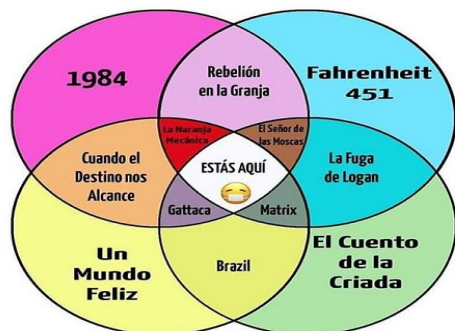 1984
Rebelión
en la Granja
Fahrenheit
451
La Naranja
Mecánica
El Señor de
las Moscas
Cuando el
Destino nos
Alcance
ESTÁS AQUÍ
La Fuga
de Logan
Gattaca
Matrix
Un
Mundo
Feliz
Brazil
El Cuento
de la
Criada